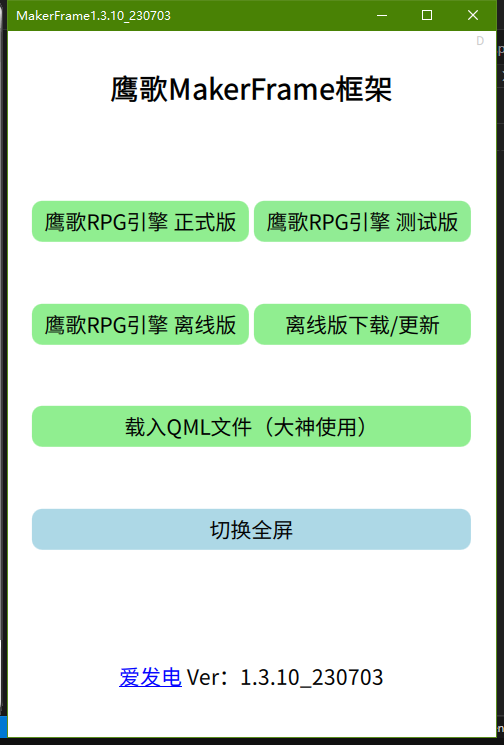 MakerFrame1.3.10_230703
D
鹰歌MakerFrame框架
鹰歌RPG引擎 正式版
鹰歌RPG引擎 测试版
鹰歌RPG引擎 离线版
离线版下载/更新
载入QML文件（大神使用）
切换全屏
爱发电 Ver：1.3.10_230703